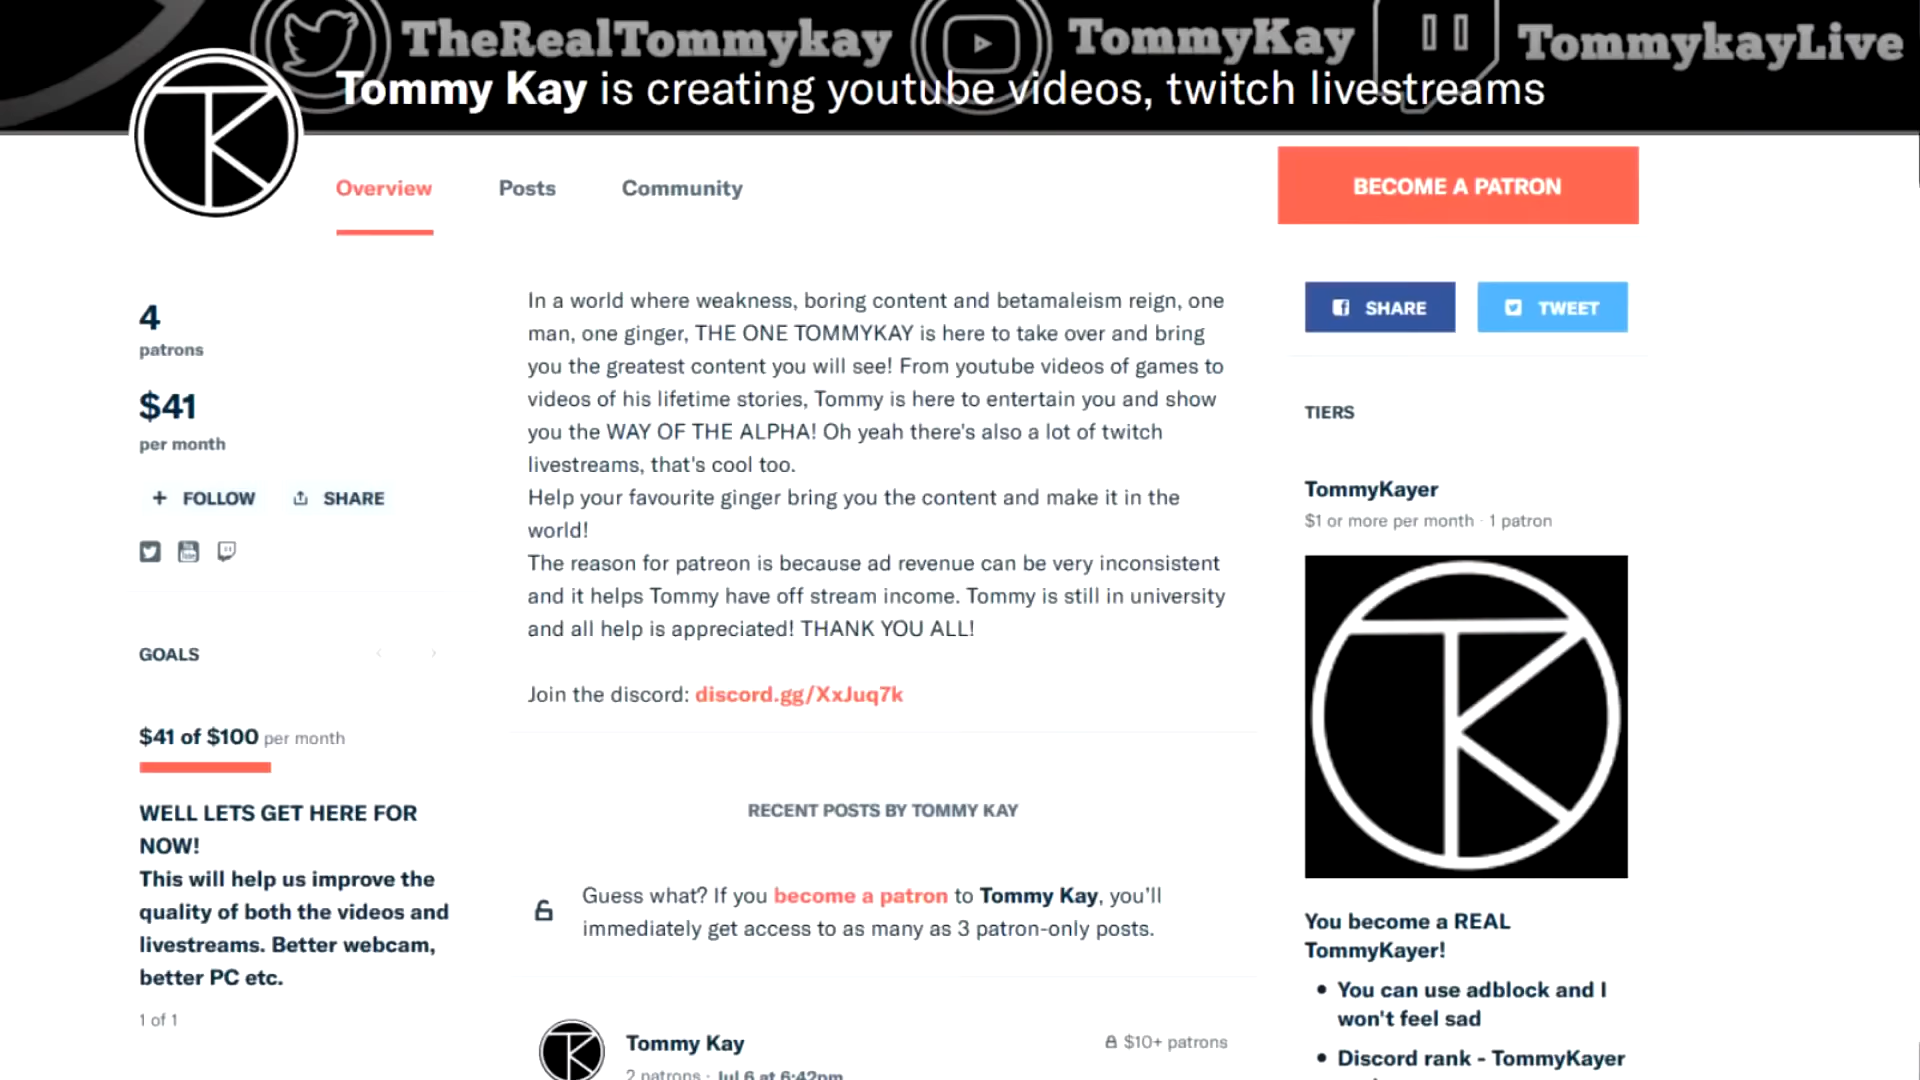 TheRealTommykay
TommyKay
TommykayLive
Tommy Kay is creating youtube videos, twitch livestreams
Overview
Posts
Community
BECOME A PATRON
4
patrons
$41
per month
+ FOLLOW
SHARE
GOALS
$41 of $100 per month
WELL LETS GET HERE FOR
NOW!
This will help us improve the
quality of both the videos and
livestreams. Better webcam,
better PC etc.
1 of 1
In a world where weakness, boring content and betamaleism reign, one
man, one ginger, THE ONE TOMMYKAY is here to take over and bring
you the greatest content you will see! From youtube videos of games to
videos of his lifetime stories, Tommy is here to entertain you and show
you the WAY OF THE ALPHA! Oh yeah there's also a lot of twitch
livestreams, that's cool too.
Help your favourite ginger bring you the content and make it in the
world!
The reason for patreon is because ad revenue can be very inconsistent
and it helps Tommy have off stream income. Tommy is still in university
and all help is appreciated! THANK YOU ALL!
Join the discord: discord.gg/XxJuq7k
RECENT POSTS BY TOMMY KAY
Guess what? If you become a patron to Tommy Kay, you'll
immediately get access to as many as 3 patron-only posts.
Tommy Kay
$10+ patrons
2 patrons · Jul 6 at 6:42pm
SHARE
TWEET
TIERS
TommyKayer
$1 or more per month · 1 patron
You become a REAL
TommyKayer!
• You can use adblock and I
won't feel sad
• Discord rank - TommyKayer